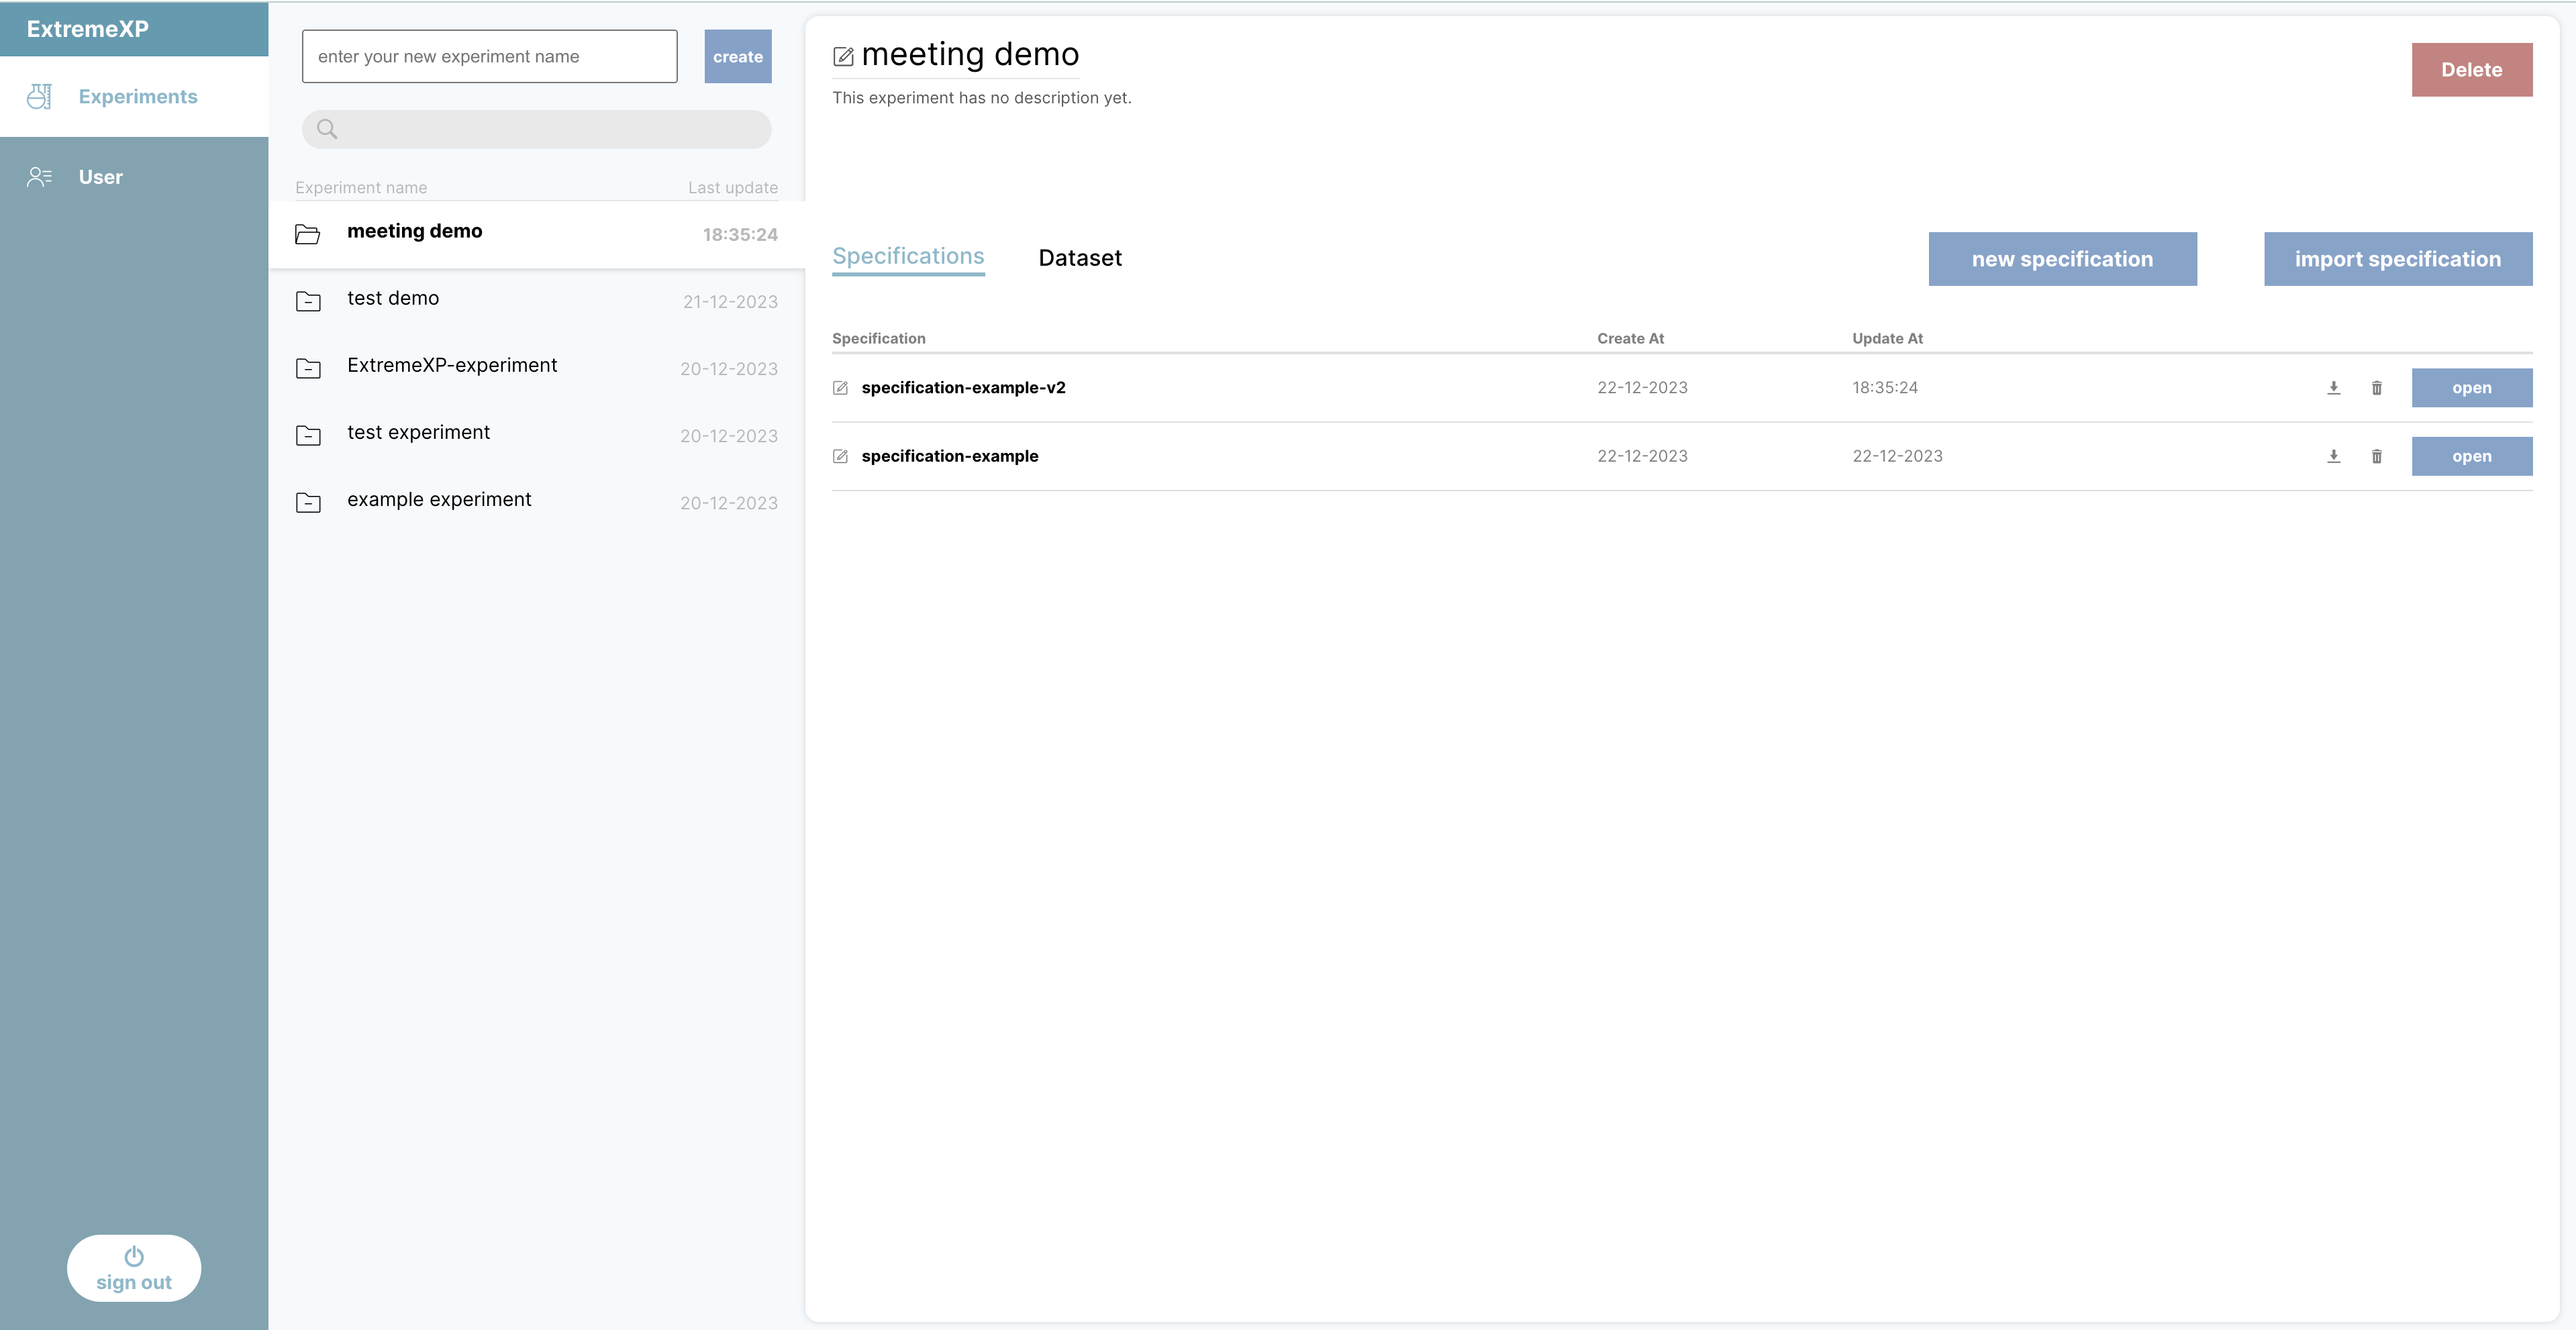 ExtremeXP
Experiments
User
sign out
enter your new experiment name
create
Experiment name Last update
meeting demo 18:35:24
test demo 21-12-2023
ExtremeXP-experiment 20-12-2023
test experiment 20-12-2023
example experiment 20-12-2023
meeting demo
Delete
This experiment has no description yet.
Specifications Dataset new specification import specification
Specification Create At Update At
specification-example-v2 22-12-2023 18:35:24 open
specification-example 22-12-2023 22-12-2023 open